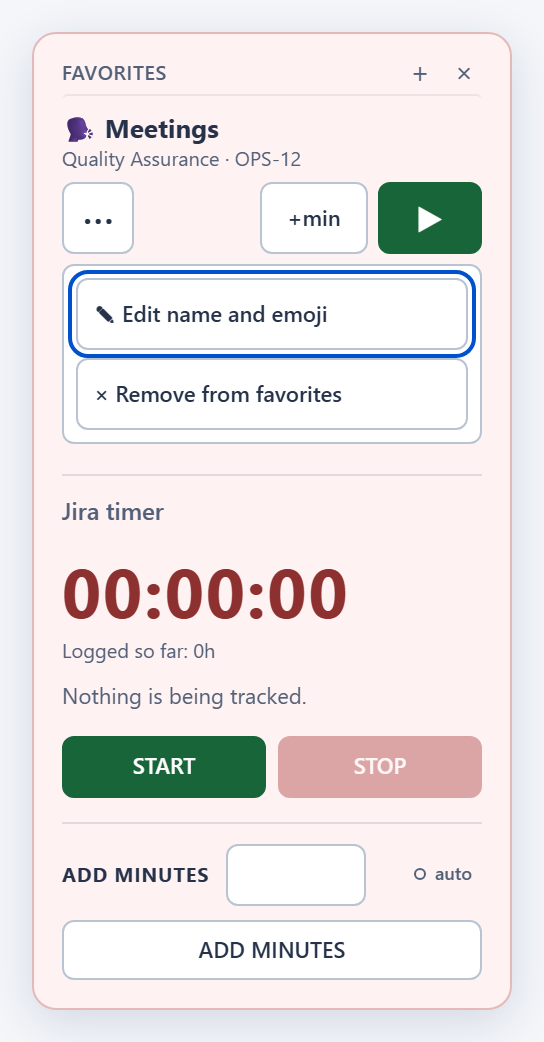 FAVORITES + ×
Meetings
Quality Assurance · OPS-12
... +min
Edit name and emoji
× Remove from favorites
Jira timer
00:00:00
Logged so far: 0h
Nothing is being tracked.
START STOP
ADD MINUTES auto
ADD MINUTES